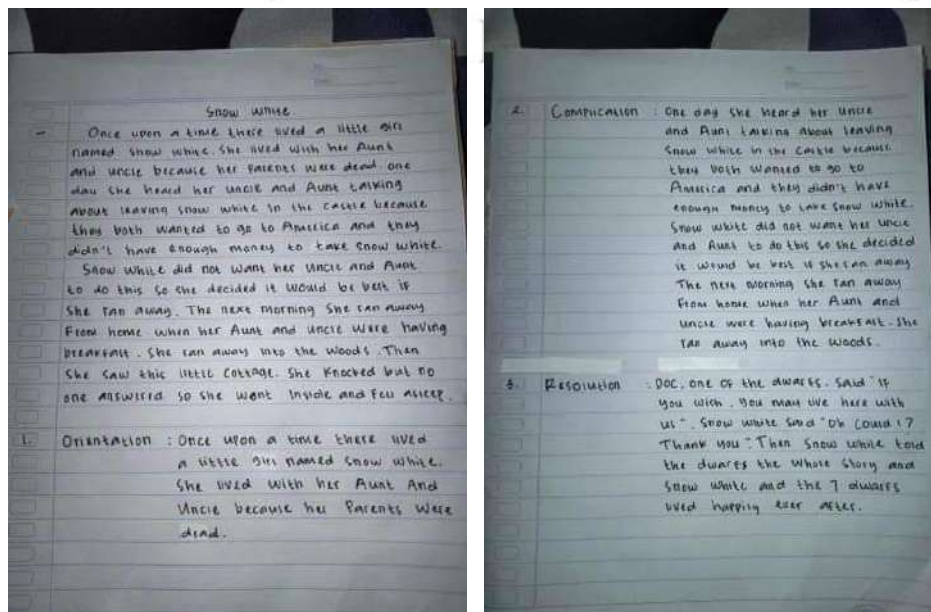 Snow White
- Once upon a time there lived a little girl
named snow white. She lived with her Aunt
and uncle because her parents were dead. one
day she heard her uncle and Aunt talking
about leaving snow white in the castle because
they both wanted to go to America and they
didn't have enough money to take snow white.
Snow white did not want her uncle and Aunt
to do this so she decided it would be best if
she ran away. The next morning she ran away
From home when her Aunt and uncle were having
breakfast. She ran away into the woods. Then
She saw this little cottage. She knocked but no
one answered so she went inside and fell asleep.
1. Orientation : Once upon a time there lived
a little girl named snow white.
She lived with her Aunt And
Uncle because her Parents were
dead.
2. Complication : One day she heard her uncle
and Aunt talking about leaving
Snow white in the castle because
they both wanted to go to
America and they didn't have
enough money to take snow white.
Snow white did not want her uncle
and Aunt to do this so she decided
it would be best if she ran away
The next morning she ran away
From home when her Aunt and
uncle were having breakfast. She
ran away into the woods.
3. Resolution : DOC, one of the dwarfs. Said "if
you wich, you may live here with
us". Snow white said "Oh Could i?
Thank you". Then Snow white told
the dwarfs the whole story and
Snow white and the 7 dwarfs
lived happily ever after.